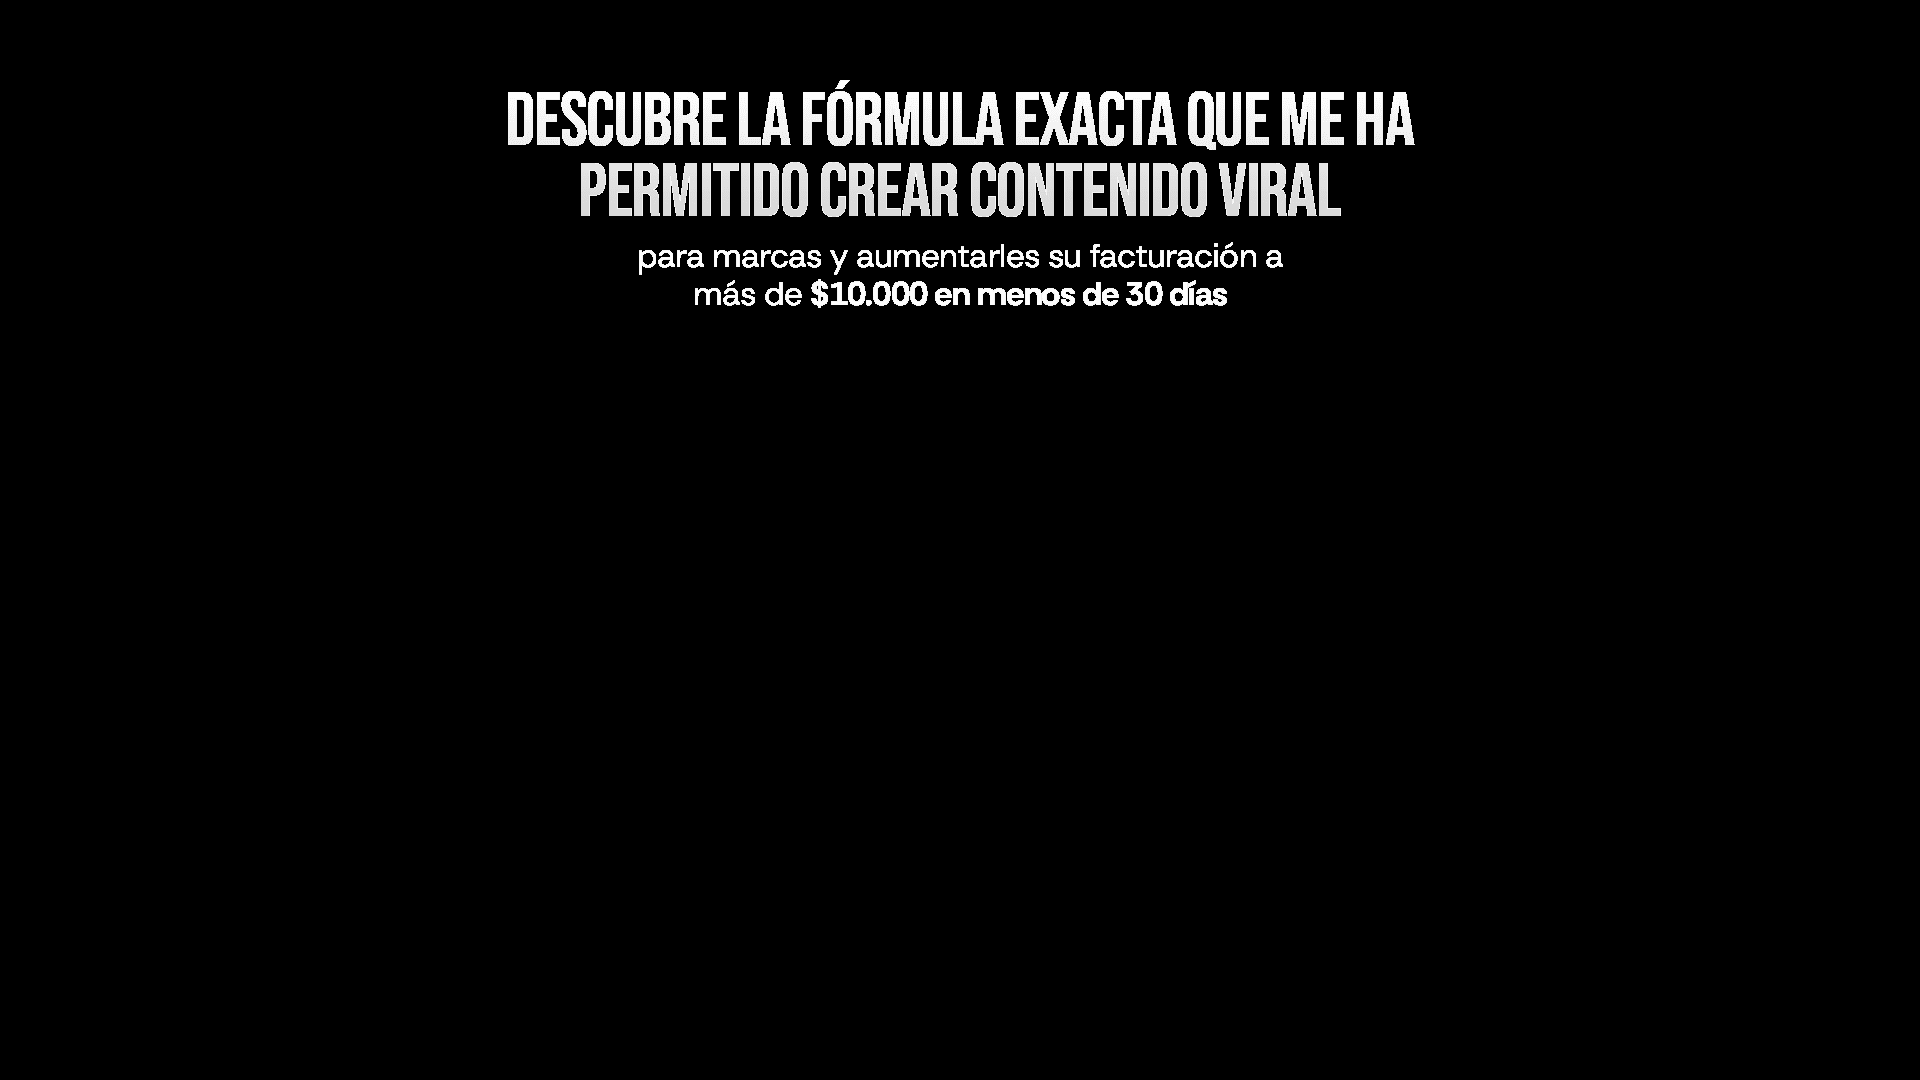 DESCUBRE LA FÓRMULA EXACTA QUE ME HA
PERMITIDO CREAR CONTENIDO VIRAL
para marcas y aumentarles su facturación a
más de $10.000 en menos de 30 días